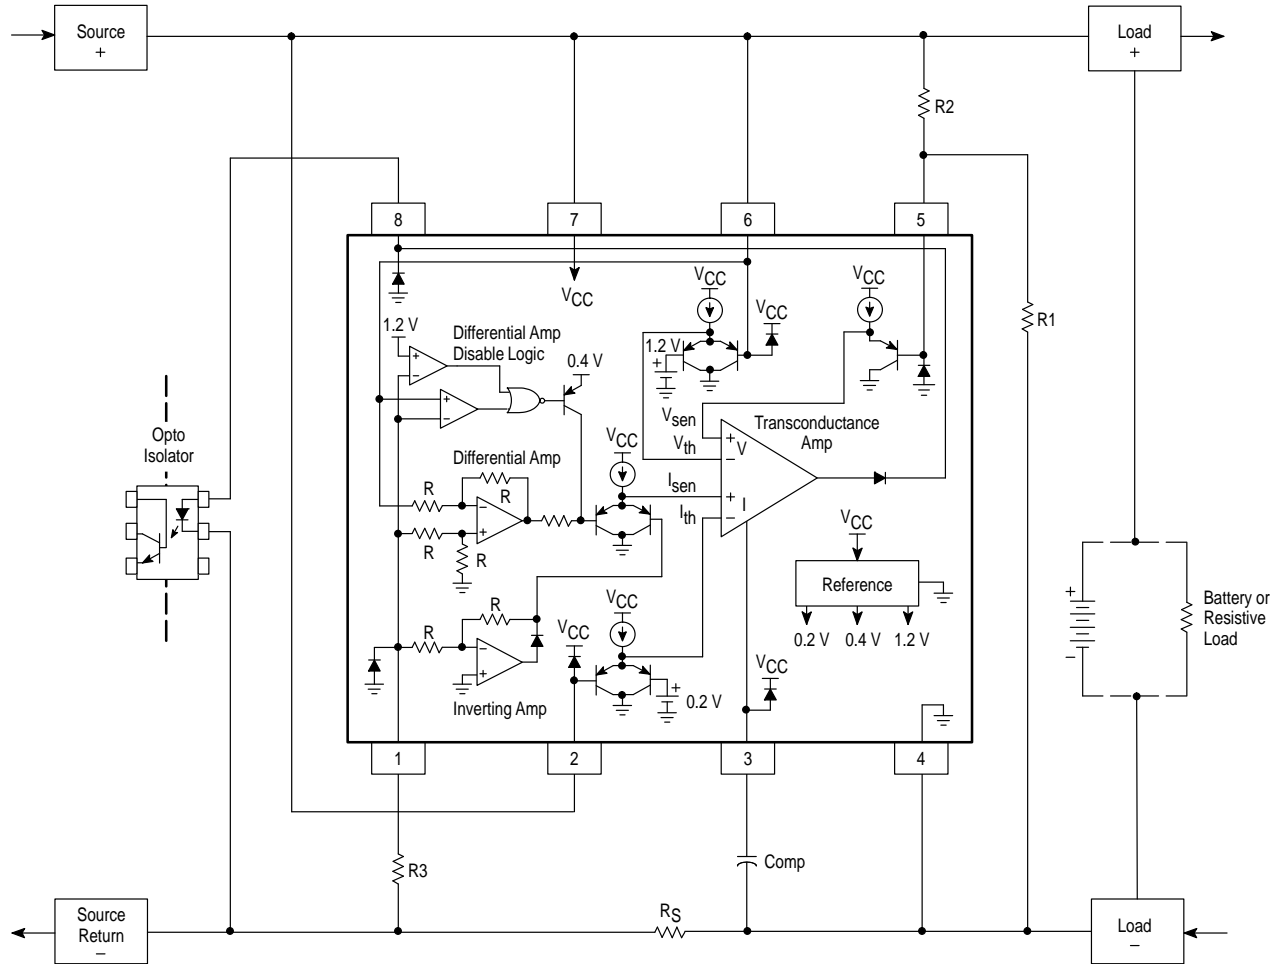 Source
+
Load
+
R2
8
7
6
5
VCC
VCC
VCC
VCC
1.2 V
Differential Amp
Disable Logic
0.4 V
1.2 V
+
R1
+
−
+
−
Vsen
Transconductance
Amp
Opto
Isolator
VCC
Vth
+
V
−
Differential Amp
Isen
R
R
−
+
Ith
−
I
VCC
+
R
R
Reference
+
Battery or
Resistive
Load
R
VCC
0.2 V
0.4 V
1.2 V
R
VCC
−
−
VCC
+
+
0.2 V
Inverting Amp
1
2
3
4
R3
Comp
Source
Return
−
RS
Load
−